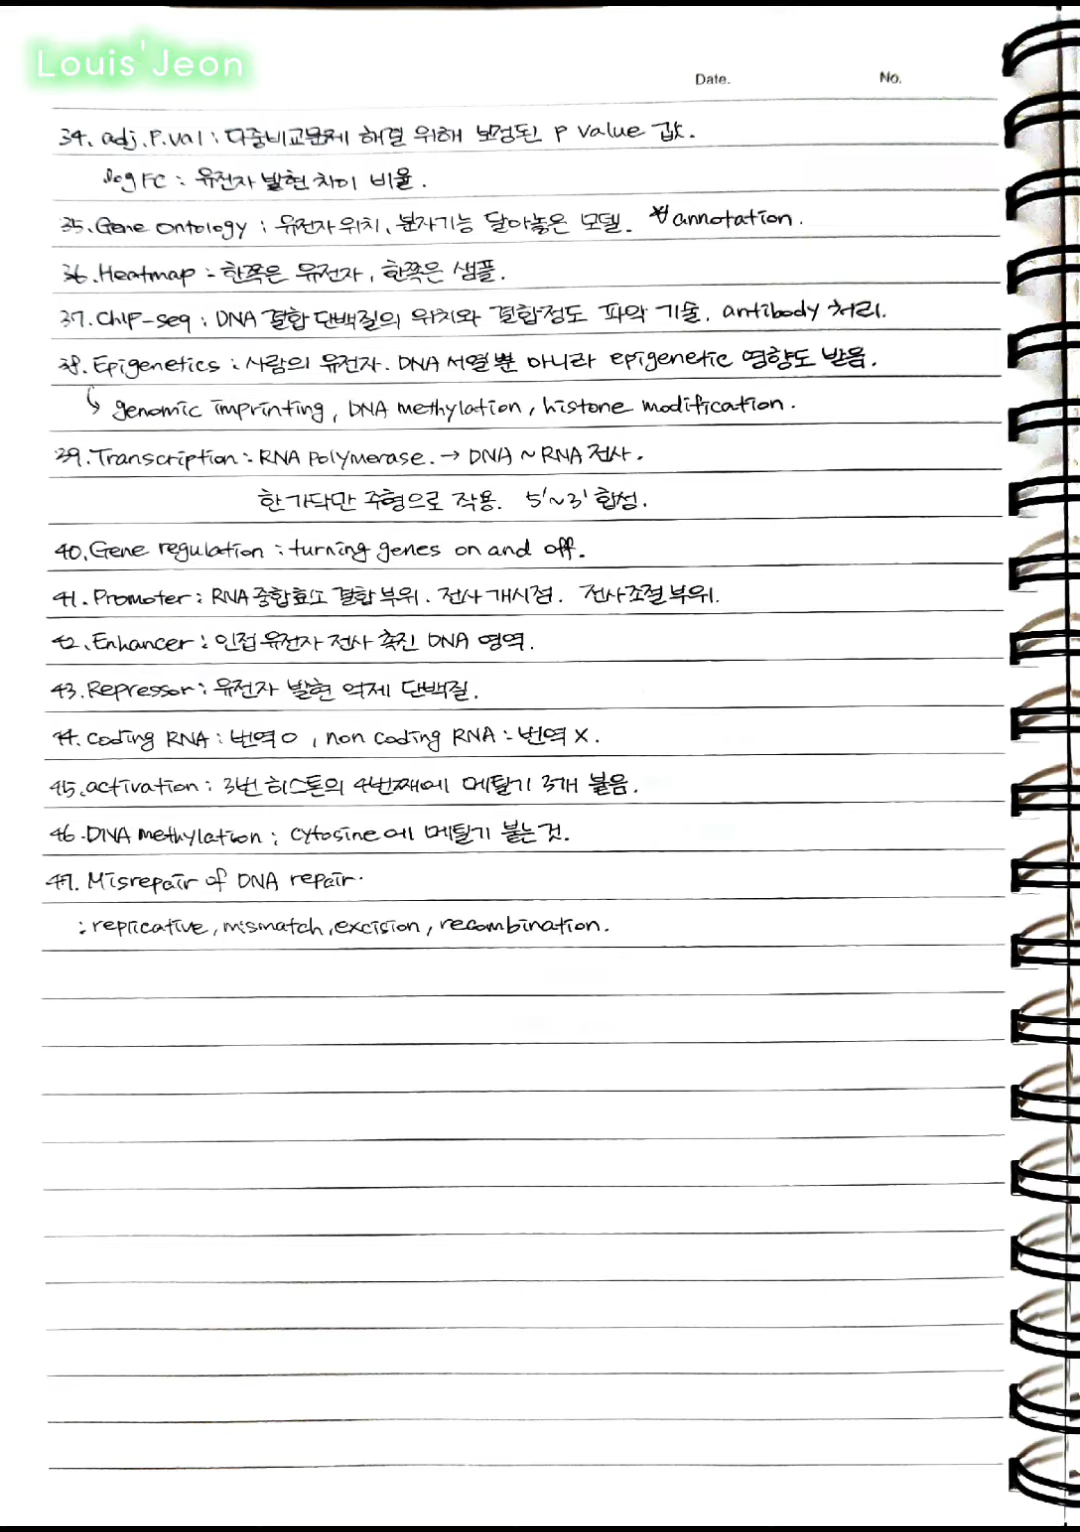 Louis'Jeon
Date. No.
34. adj.P.val : 다중비교문제 해결 위해 보정된 P value 값.
logFC : 유전자 발현 차이 비율.
35. Gene ontology : 유전자 위치, 분자기능 달아놓은 모델. ∀annotation.
36. Heatmap : 한쪽은 유전자, 한쪽은 샘플.
37. ChIP-seq : DNA 결합 단백질의 위치와 결합정도 파악 기술. antibody 처리.
38. Epigenetics : 사람의 유전자. DNA 서열뿐 아니라 epigenetic 영향도 받음.
↳ genomic imprinting, DNA methylation, histone modification.
39. Transcription : RNA polymerase. → DNA ~ RNA 전사.
한 가닥만 주형으로 작용. 5'~3' 합성.
40. Gene regulation : turning genes on and off.
41. Promoter : RNA 중합효소 결합 부위. 전사 개시점. 전사조절 부위.
42. Enhancer : 인접 유전자 전사 촉진 DNA 영역.
43. Repressor : 유전자 발현 억제 단백질.
44. coding RNA : 번역 O, non coding RNA : 번역 X.
45. activation : 3번 히스톤의 4번째에 메틸기 3개 붙음.
46. DNA methylation : cytosine에 메틸기 붙는 것.
47. Misrepair of DNA repair.
: replicative, mismatch, excision, recombination.